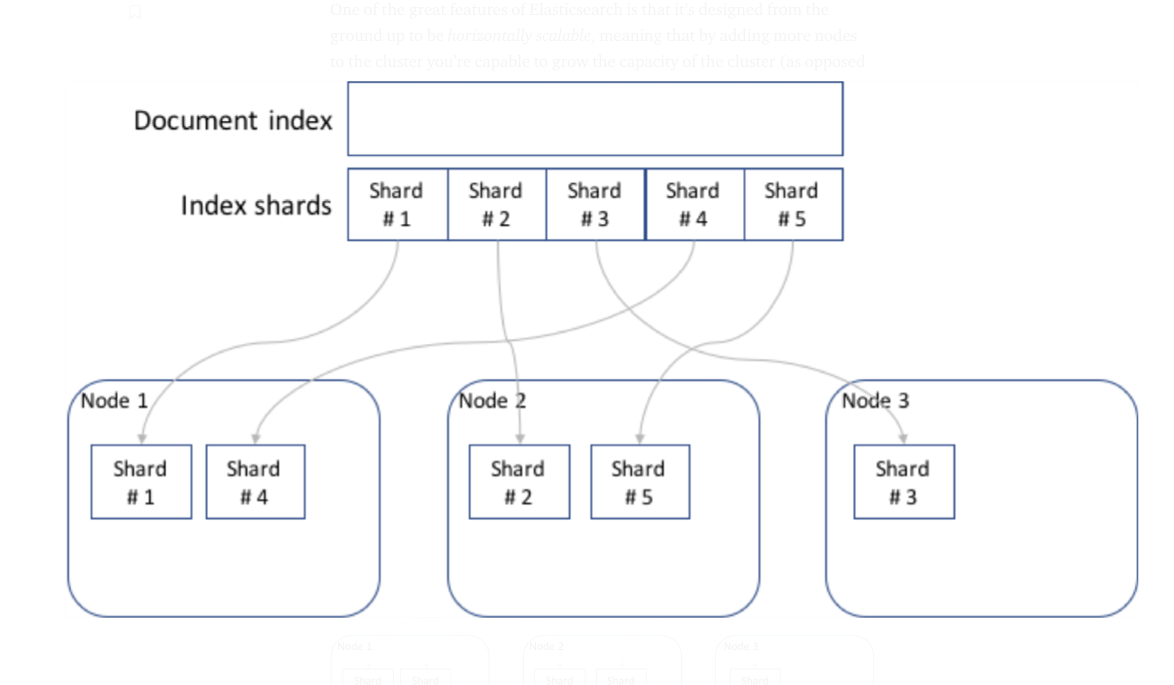 One of the great features of Elasticsearch is that it's designed from the
ground up to be horizontally scalable, meaning that by adding more nodes
to the cluster you're capable to grow the capacity of the cluster (as opposed
Document index
Index shards
Shard
# 1
Shard
# 2
Shard
# 3
Shard
# 4
Shard
# 5
Node 1
Shard
# 1
Shard
# 4
Node 2
Shard
# 2
Shard
# 5
Node 3
Shard
# 3
Node 1
Shard
Shard
Node 2
Shard
Shard
Node 3
Shard